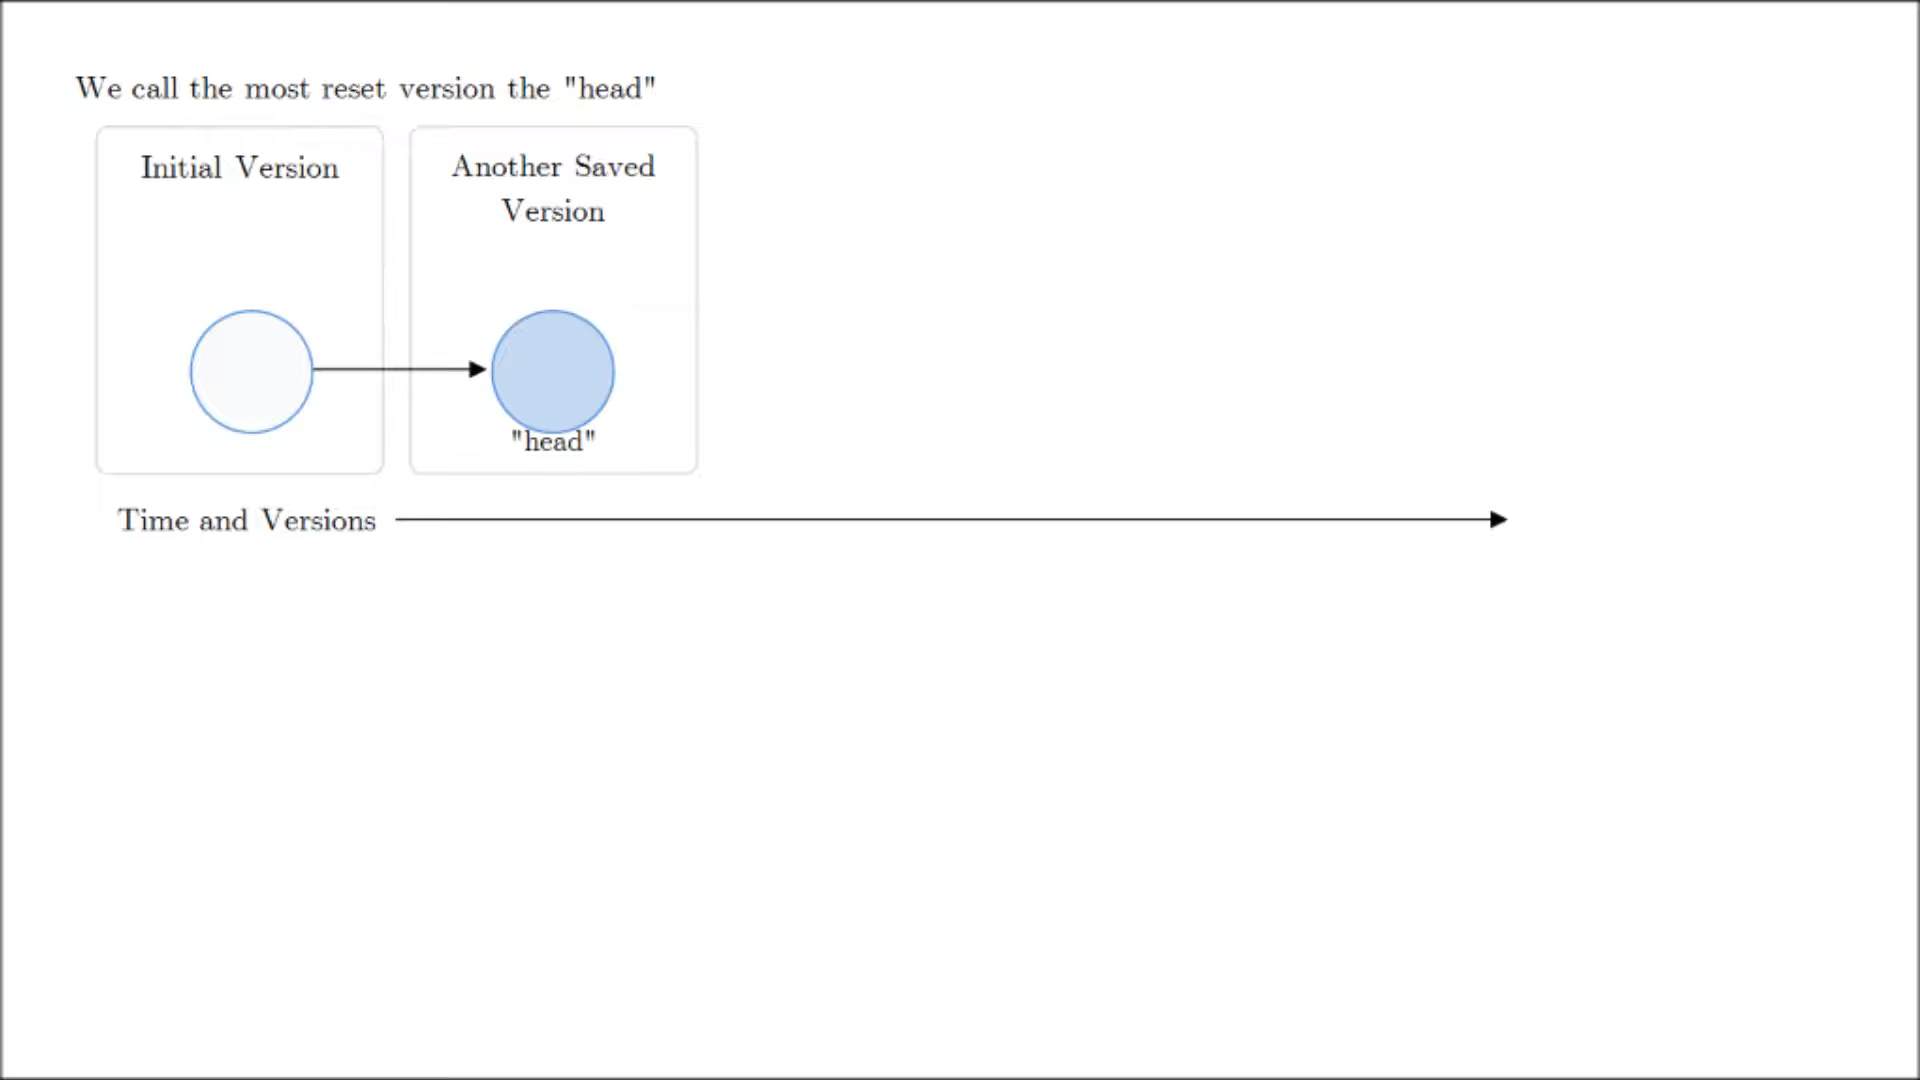 We call the most reset version the "head"
Initial Version
Another Saved
Version
"head"
Time and Versions